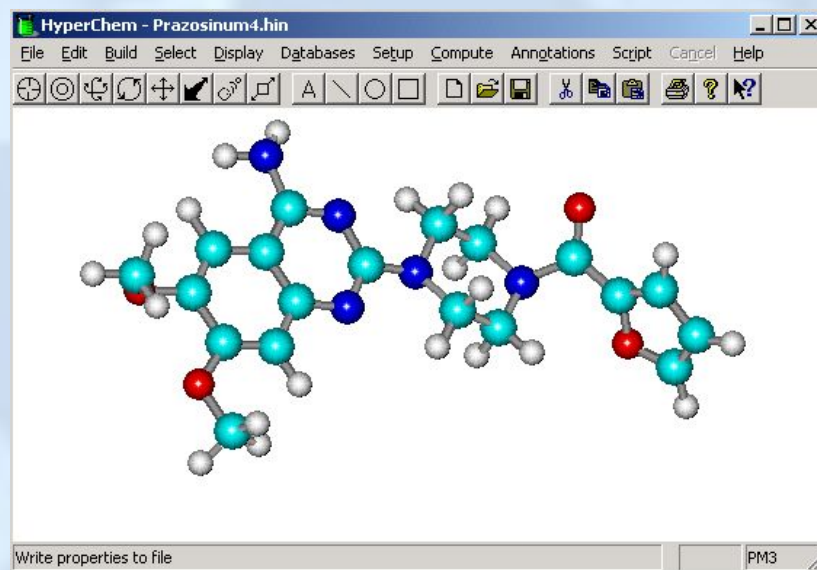 HyperChem - Prazosinum4.hin
File Edit Build Select Display Databases Setup Compute Annotations Script Cancel Help
A
Write properties to file PM3